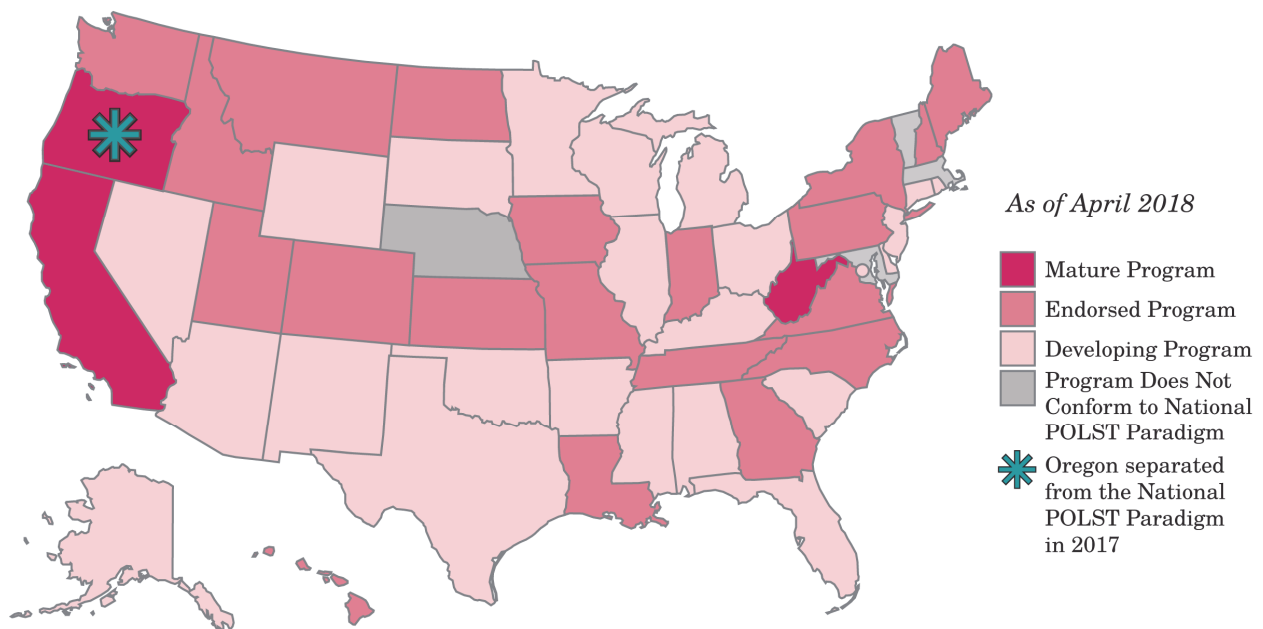 As of April 2018
Mature Program
Endorsed Program
Developing Program
Program Does Not
Conform to National
POLST Paradigm
Oregon separated
from the National
POLST Paradigm
in 2017